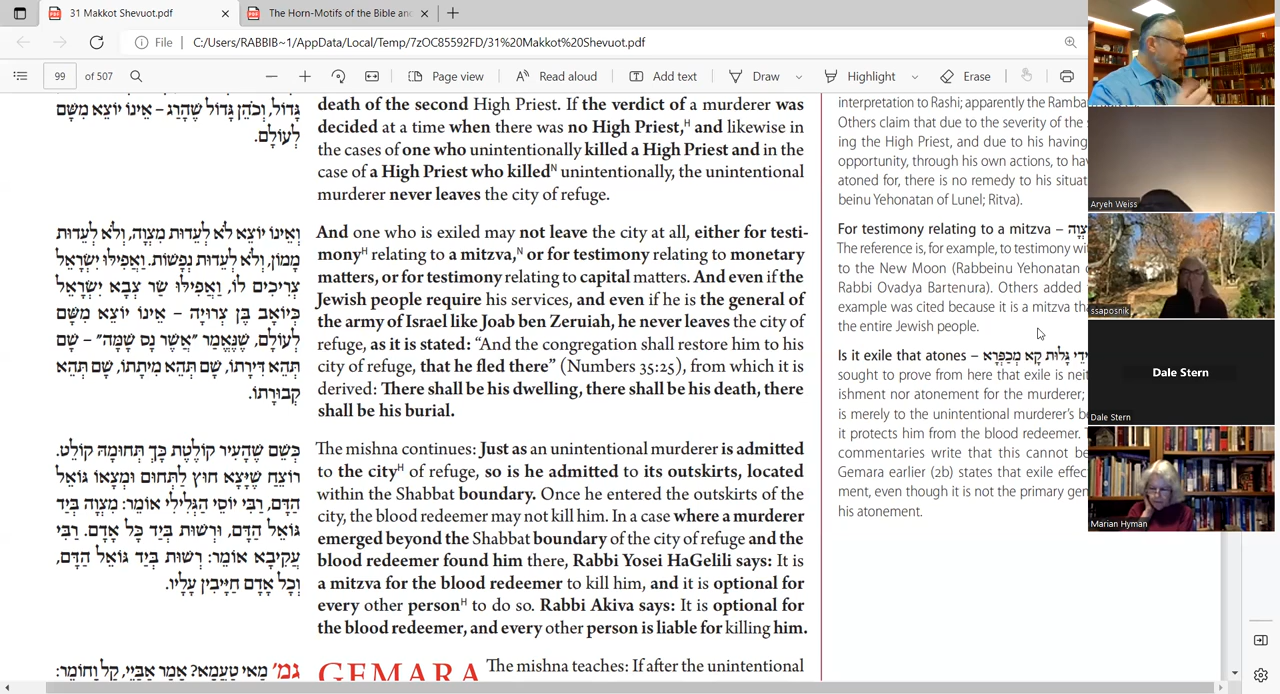 31 Makkot Shevuot.pdf
The Horn-Motifs of the Bible and
File
C:/Users/RABBIB~1/AppData/Local/Temp/7zOC85592FD/31%20Makkot%20Shevuot.pdf
99 of 507
Page view
Read aloud
Add text
Draw
Highlight
Erase
גָּדוֹל, וְכֹהֵן גָּדוֹל שֶׁהָרַג – אֵינוֹ יוֹצֵא מִשָּׁם
לְעוֹלָם.
וְאֵינוֹ יוֹצֵא לֹא לְעֵדוּת מִצְוָה, וְלֹא לְעֵדוּת
מָמוֹן, וְלֹא לְעֵדוּת נְפָשׁוֹת. וַאֲפִילּוּ יִשְׂרָאֵל
צְרִיכִים לוֹ, וַאֲפִילּוּ שַׂר צְבָא יִשְׂרָאֵל
כְּיוֹאָב בֶּן צְרוּיָה – אֵינוֹ יוֹצֵא מִשָּׁם
לְעוֹלָם, שֶׁנֶּאֱמַר "אֲשֶׁר נָס שָׁמָּה" – שָׁם
תְּהֵא דִּירָתוֹ, שָׁם תְּהֵא מִיתָתוֹ, שָׁם תְּהֵא
קְבוּרָתוֹ.
כְּשֵׁם שֶׁהָעִיר קוֹלֶטֶת כָּךְ תְּחוּמָהּ קוֹלֵט.
רוֹצֵחַ שֶׁיָּצָא חוּץ לַתְּחוּם וּמְצָאוֹ גּוֹאֵל
הַדָּם, רַבִּי יוֹסֵי הַגְּלִילִי אוֹמֵר: מִצְוָה בְּיַד
גּוֹאֵל הַדָּם, וּרְשׁוּת בְּיַד כָּל אָדָם. רַבִּי
עֲקִיבָא אוֹמֵר: רְשׁוּת בְּיַד גּוֹאֵל הַדָּם,
וְכָל אָדָם חַיָּיבִין עָלָיו.
גמ׳ מַאי טַעְמָא? אָמַר אַבַּיֵּי, קַל וָחוֹמֶר:
death of the second High Priest. If the verdict of a murderer was
decided at a time when there was no High Priest,H and likewise in
the cases of one who unintentionally killed a High Priest and in the
case of a High Priest who killedN unintentionally, the unintentional
murderer never leaves the city of refuge.
And one who is exiled may not leave the city at all, either for testi-
monyH relating to a mitzva,N or for testimony relating to monetary
matters, or for testimony relating to capital matters. And even if the
Jewish people require his services, and even if he is the general of
the army of Israel like Joab ben Zeruiah, he never leaves the city of
refuge, as it is stated: “And the congregation shall restore him to his
city of refuge, that he fled there” (Numbers 35:25), from which it is
derived: There shall be his dwelling, there shall be his death, there
shall be his burial.
The mishna continues: Just as an unintentional murderer is admitted
to the cityH of refuge, so is he admitted to its outskirts, located
within the Shabbat boundary. Once he entered the outskirts of the
city, the blood redeemer may not kill him. In a case where a murderer
emerged beyond the Shabbat boundary of the city of refuge and the
blood redeemer found him there, Rabbi Yosei HaGelili says: It is
a mitzva for the blood redeemer to kill him, and it is optional for
every other personH to do so. Rabbi Akiva says: It is optional for
the blood redeemer, and every other person is liable for killing him.
GEMARA The mishna teaches: If after the unintentional
interpretation to Rashi; apparently the Ramba
Others claim that due to the severity of the s
ing the High Priest, and due to his having
opportunity, through his own actions, to hav
atoned for, there is no remedy to his situat
beinu Yehonatan of Lunel; Ritva).
For testimony relating to a mitzva –
The reference is, for example, to testimony wi
to the New Moon (Rabbeinu Yehonatan
Rabbi Ovadya Bartenura). Others added
example was cited because it is a mitzva tha
the entire Jewish people.
Is it exile that atones – יְדֵי גָּלוּת קָא מְכַפְּרָא
sought to prove from here that exile is neit
ishment nor atonement for the murderer;
is merely to the unintentional murderer's b
it protects him from the blood redeemer.
commentaries write that this cannot be
Gemara earlier (2b) states that exile effec
ment, even though it is not the primary gen
his atonement.
Aryeh Weiss
ssaposnik
Dale Stern
Dale Stern
Marian Hyman